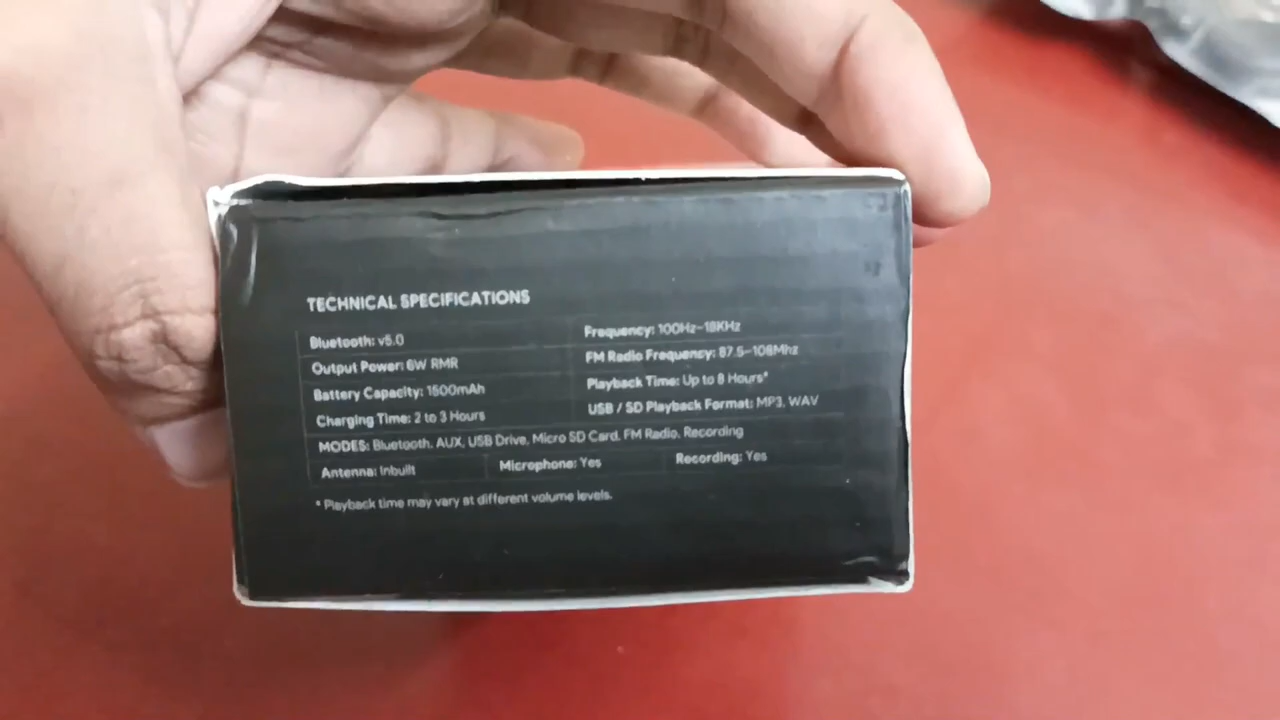 TECHNICAL SPECIFICATIONS
Bluetooth: v5.0
Frequency: 100Hz-18KHz
Output Power: 6W RMR
FM Radio Frequency: 87.5-108Mhz
Battery Capacity: 1500mAh
Playback Time: Up to 8 Hours*
Charging Time: 2 to 3 Hours
USB / SD Playback Format: MP3, WAV
MODES: Bluetooth, AUX, USB Drive, Micro SD Card, FM Radio, Recording
Antenna: Inbuilt Microphone: Yes Recording: Yes
* Playback time may vary at different volume levels.